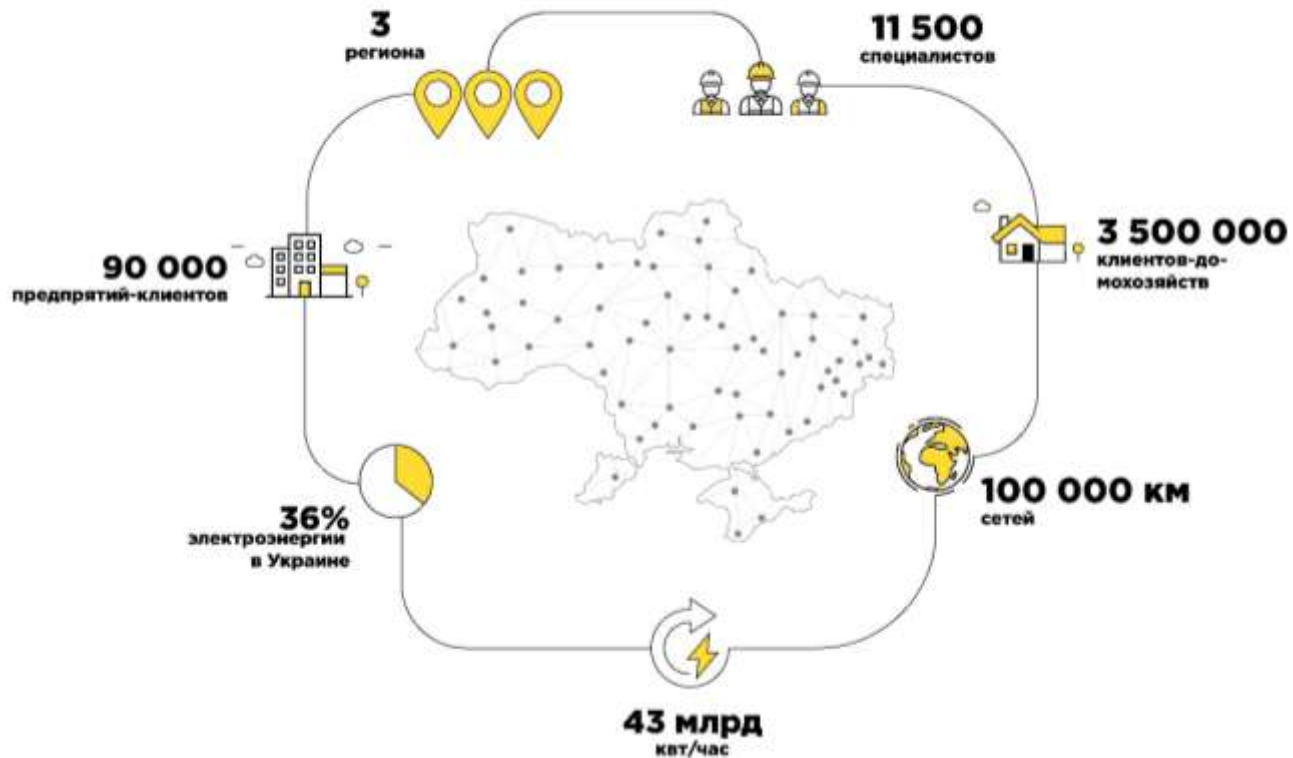 3
региона
11 500
специалистов
90 000
предпрятий-клиентов
3 500 000
клиентов-до-
мохозяйств
36%
электроэнергии
в Украине
100 000 км
сетей
43 млрд
квт/час